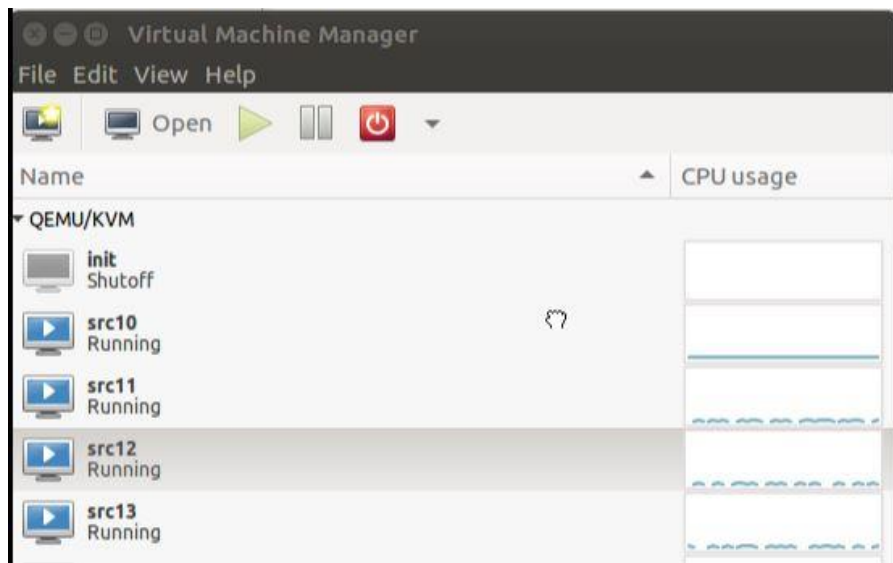 Virtual Machine Manager
File Edit View Help
Open
Name CPU usage
QEMU/KVM
init
Shutoff
src10
Running
src11
Running
src12
Running
src13
Running